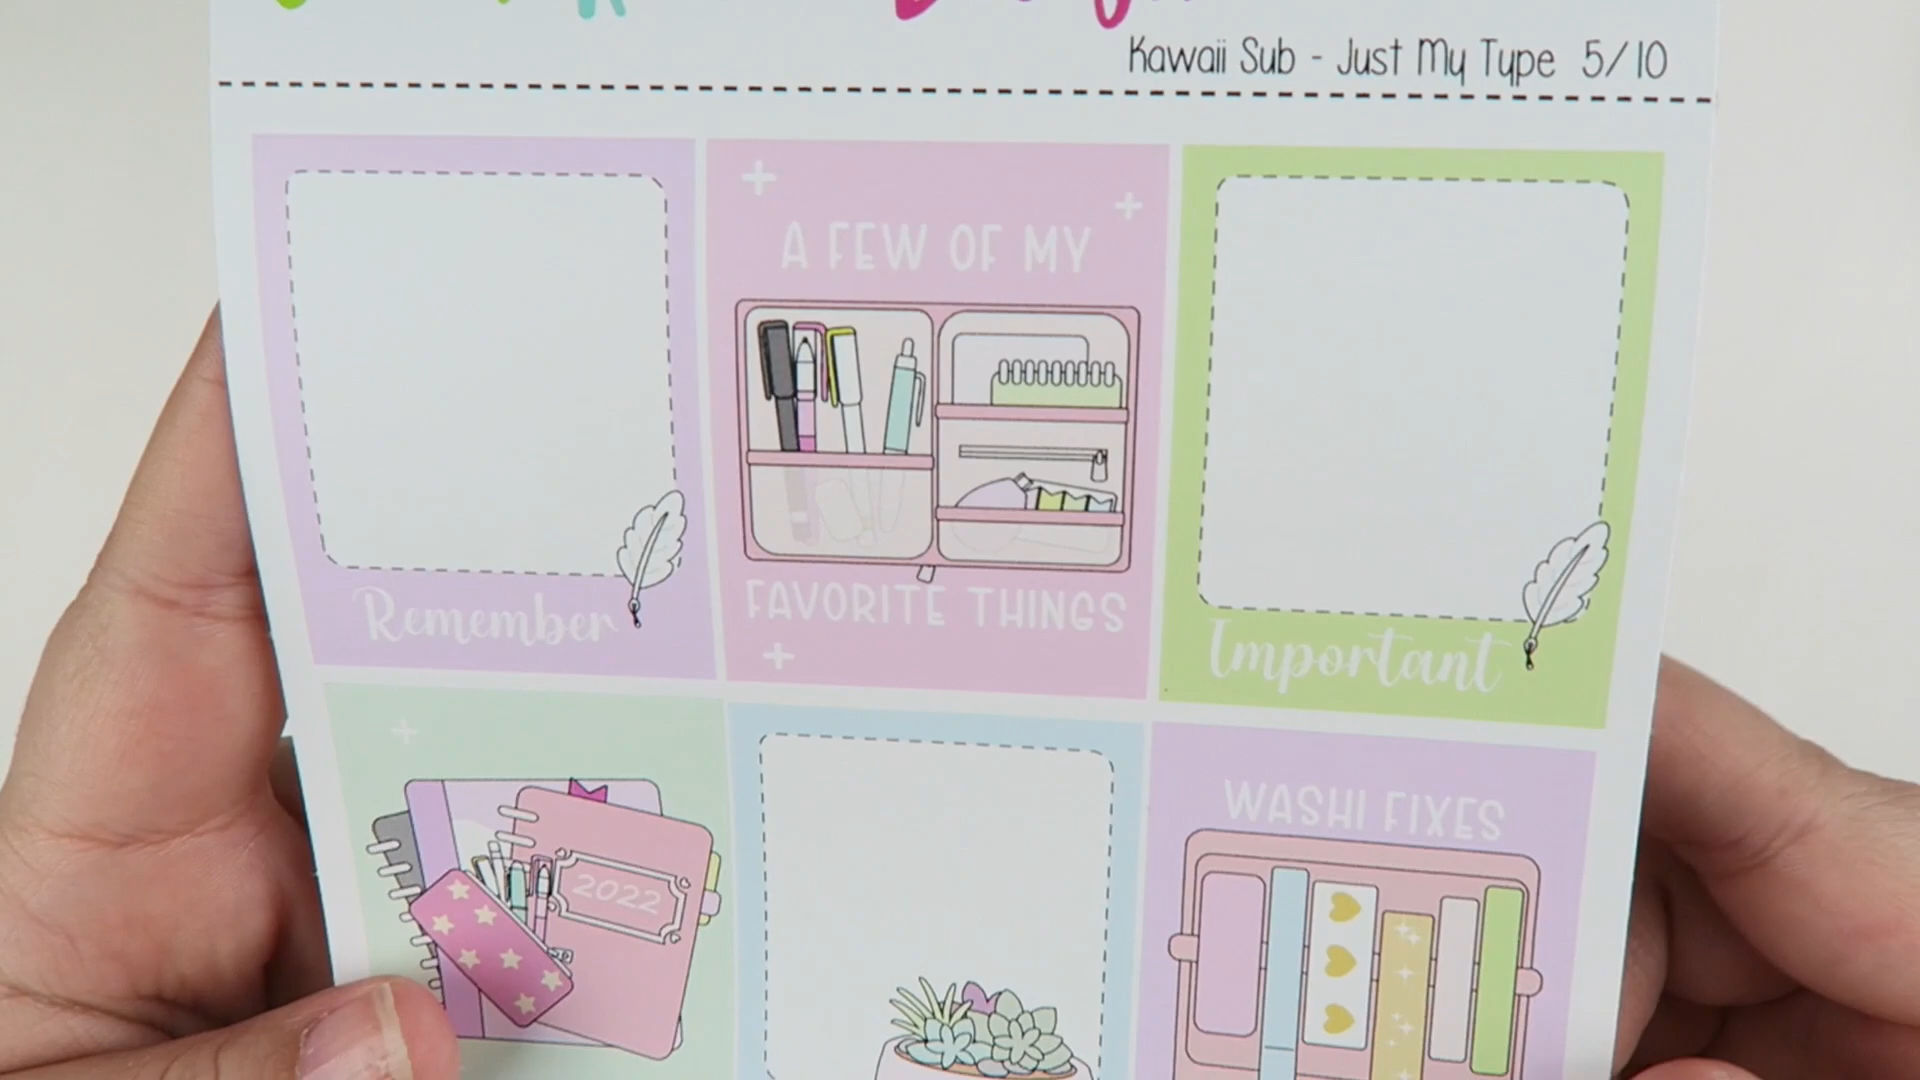 Kawaii Sub - Just My Type 5/10
A FEW OF MY
FAVORITE THINGS
Remember
Important
2022
WASHI FIXES